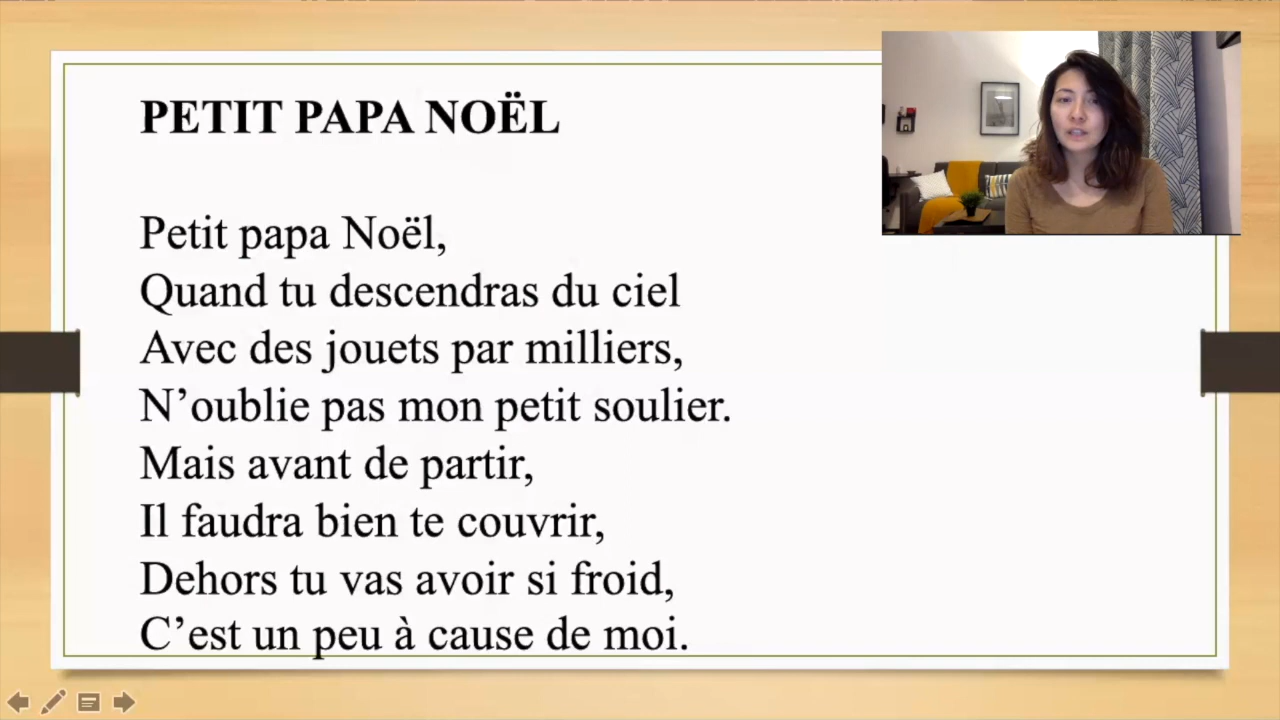 PETIT PAPA NOËL
Petit papa Noël,
Quand tu descendras du ciel
Avec des jouets par milliers,
N’oublie pas mon petit soulier.
Mais avant de partir,
Il faudra bien te couvrir,
Dehors tu vas avoir si froid,
C’est un peu à cause de moi.